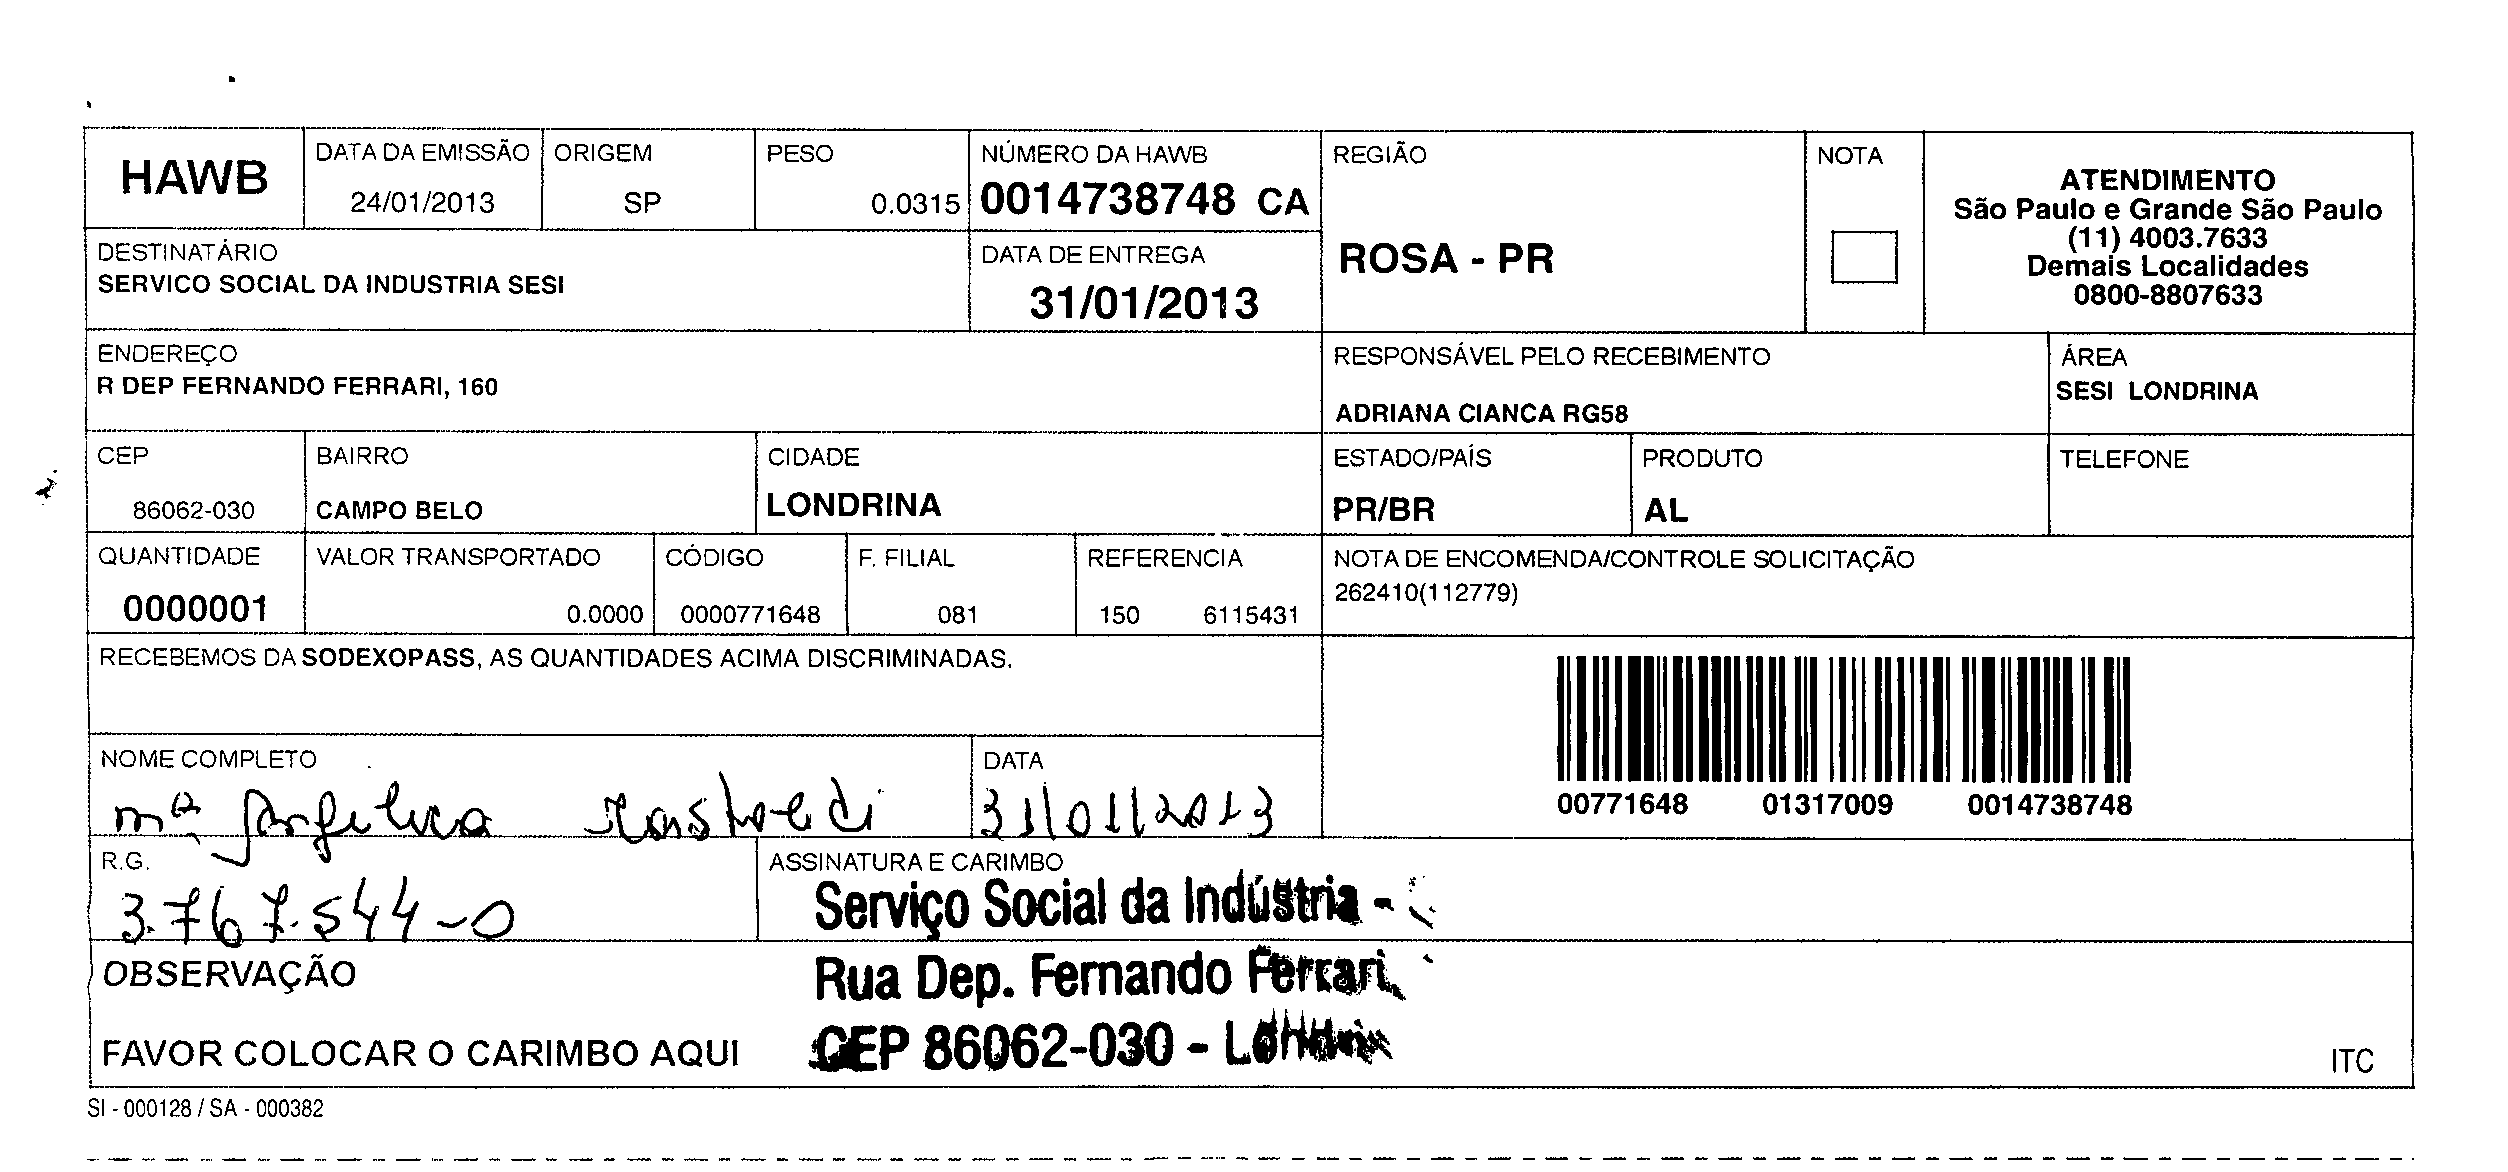 HAWB
DATA DA EMISSÃO
24/01/2013
ORIGEM
SP
PESO
0.0315
NÚMERO DA HAWB
0014738748 CA
REGIÃO
ROSA - PR
NOTA
ATENDIMENTO
São Paulo e Grande São Paulo
(11) 4003.7633
Demais Localidades
0800-8807633
DESTINATÁRIO
SERVICO SOCIAL DA INDUSTRIA SESI
DATA DE ENTREGA
31/01/2013
ENDEREÇO
R DEP FERNANDO FERRARI, 160
RESPONSÁVEL PELO RECEBIMENTO
ADRIANA CIANCA RG58
ÁREA
SESI LONDRINA
CEP
86062-030
BAIRRO
CAMPO BELO
CIDADE
LONDRINA
ESTADO/PAÍS
PR/BR
PRODUTO
AL
TELEFONE
QUANTIDADE
0000001
VALOR TRANSPORTADO
0.0000
CÓDIGO
0000771648
F. FILIAL
081
REFERENCIA
150 6115431
NOTA DE ENCOMENDA/CONTROLE SOLICITAÇÃO
262410(112779)
RECEBEMOS DA SODEXOPASS, AS QUANTIDADES ACIMA DISCRIMINADAS.
00771648 01317009 0014738748
NOME COMPLETO
Mª Angelica
DATA
31/01/2013
R.G.
3.767.544-0
ASSINATURA E CARIMBO
Serviço Social da Indústria -
Rua Dep. Fernando Ferrari,
CEP 86062-030 - Londrin
OBSERVAÇÃO
FAVOR COLOCAR O CARIMBO AQUI
ITC
SI - 000128 / SA - 000382